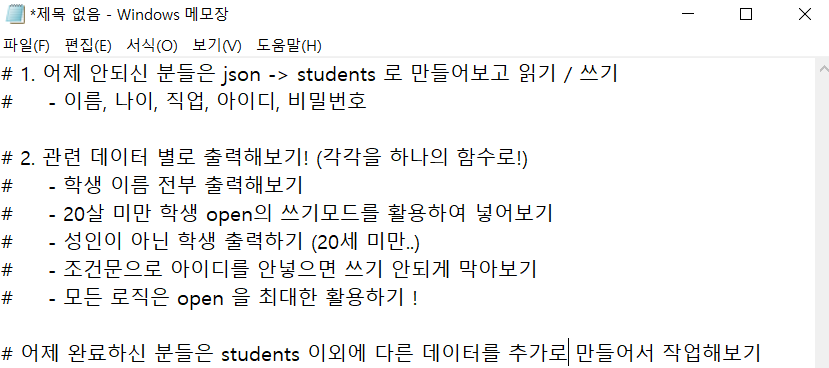 *제목 없음 - Windows 메모장
파일(F) 편집(E) 서식(O) 보기(V) 도움말(H)
# 1. 어제 안되신 분들은 json -> students 로 만들어보고 읽기 / 쓰기
# - 이름, 나이, 직업, 아이디, 비밀번호
# 2. 관련 데이터 별로 출력해보기! (각각을 하나의 함수로!)
# - 학생 이름 전부 출력해보기
# - 20살 미만 학생 open의 쓰기모드를 활용하여 넣어보기
# - 성인이 아닌 학생 출력하기 (20세 미만..)
# - 조건문으로 아이디를 안넣으면 쓰기 안되게 막아보기
# - 모든 로직은 open 을 최대한 활용하기 !
# 어제 완료하신 분들은 students 이외에 다른 데이터를 추가로 만들어서 작업해보기